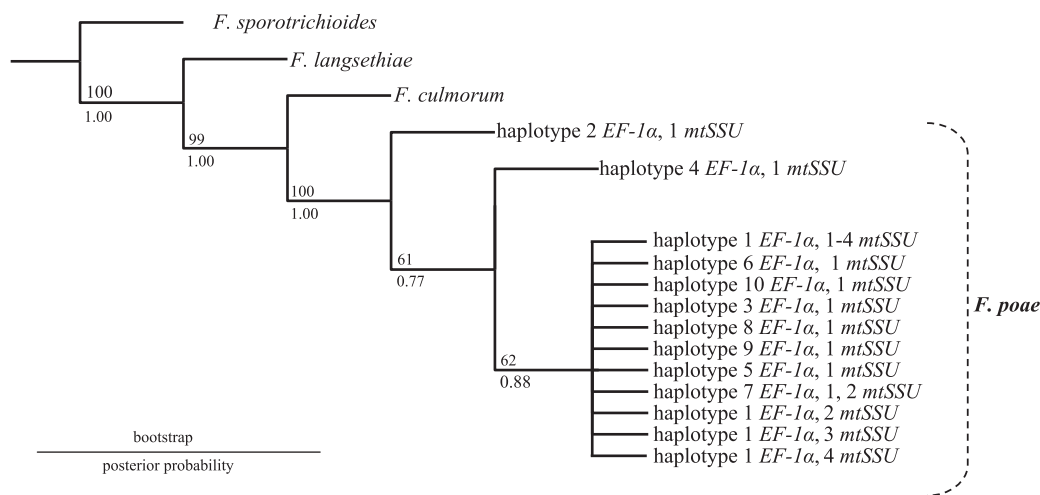 F. sporotrichioides
F. langsethiae
100
1.00
F. culmorum
haplotype 2 EF-1α, 1 mtSSU
99
1.00
haplotype 4 EF-1α, 1 mtSSU
100
1.00
haplotype 1 EF-1α, 1-4 mtSSU
61
0.77
haplotype 6 EF-1α, 1 mtSSU
haplotype 10 EF-1α, 1 mtSSU
haplotype 3 EF-1α, 1 mtSSU
F. poae
haplotype 8 EF-1α, 1 mtSSU
haplotype 9 EF-1α, 1 mtSSU
62
0.88
haplotype 5 EF-1α, 1 mtSSU
haplotype 7 EF-1α, 1, 2 mtSSU
haplotype 1 EF-1α, 2 mtSSU
haplotype 1 EF-1α, 3 mtSSU
haplotype 1 EF-1α, 4 mtSSU
bootstrap
posterior probability